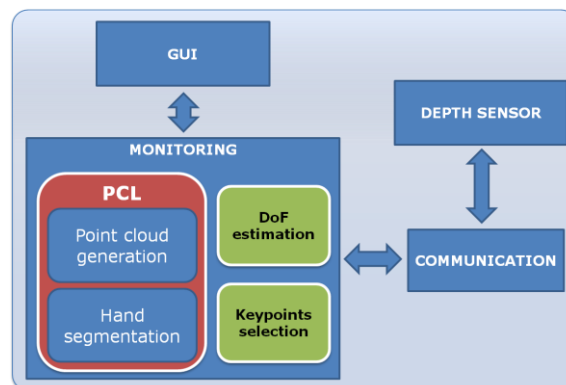 GUI
DEPTH SENSOR
MONITORING
PCL
Point cloud
generation
Hand
segmentation
DoF
estimation
Keypoints
selection
COMMUNICATION